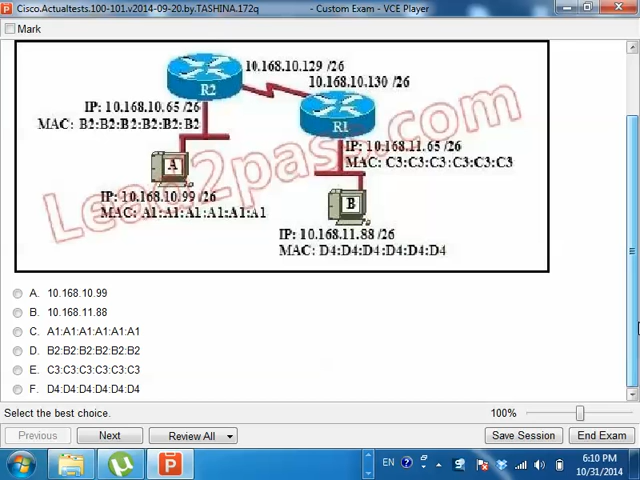 Cisco.Actualtests.100-101.v2014-09-20.by.TASHINA.172q - Custom Exam - VCE Player
Mark
10.168.10.129 /26
R2
10.168.10.130 /26
IP: 10.168.10.65 /26
MAC: B2:B2:B2:B2:B2:B2
R1
IP: 10.168.11.65 /26
MAC: C3:C3:C3:C3:C3:C3
A
IP: 10.168.10.99 /26
MAC: A1:A1:A1:A1:A1:A1
B
IP: 10.168.11.88 /26
MAC: D4:D4:D4:D4:D4:D4
Lead2pass.com
A. 10.168.10.99
B. 10.168.11.88
C. A1:A1:A1:A1:A1:A1
D. B2:B2:B2:B2:B2:B2
E. C3:C3:C3:C3:C3:C3
F. D4:D4:D4:D4:D4:D4
Select the best choice. 100%
Previous Next Review All Save Session End Exam
EN 6:10 PM
10/31/2014